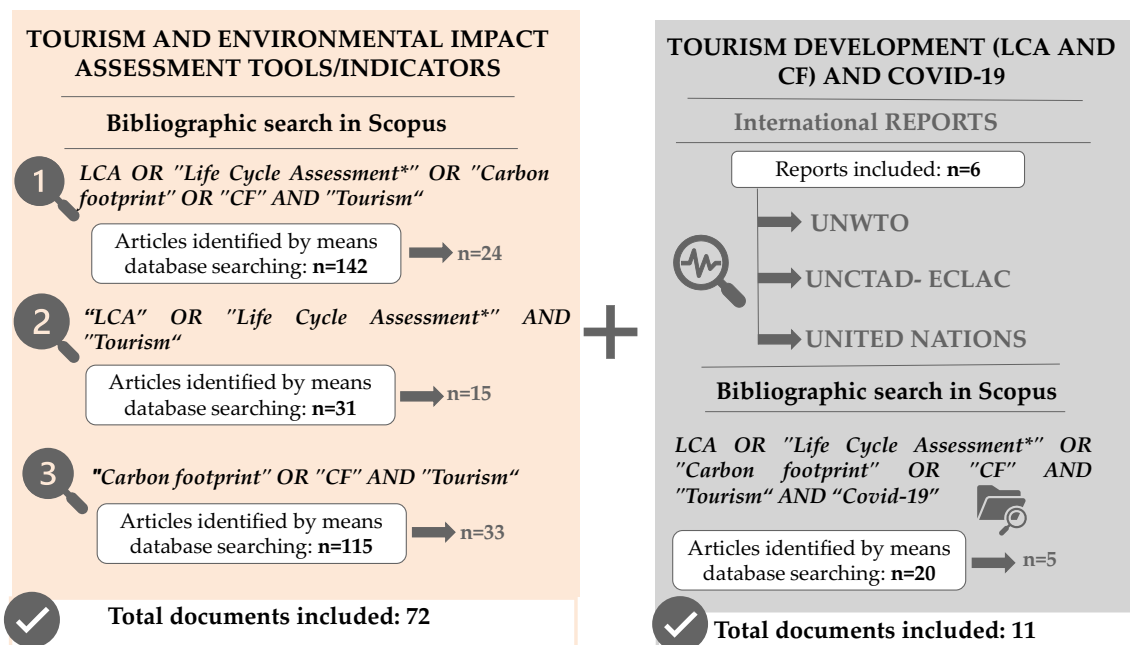 TOURISM AND ENVIRONMENTAL IMPACT
ASSESSMENT TOOLS/INDICATORS
Bibliographic search in Scopus
1
LCA OR "Life Cycle Assessment*" OR "Carbon
footprint" OR "CF" AND "Tourism“
Articles identified by means
database searching: n=142
n=24
2
“LCA” OR "Life Cycle Assessment*" AND
"Tourism“
Articles identified by means
database searching: n=31
n=15
3
"Carbon footprint" OR "CF" AND "Tourism“
Articles identified by means
database searching: n=115
n=33
Total documents included: 72
+
TOURISM DEVELOPMENT (LCA AND
CF) AND COVID-19
International REPORTS
Reports included: n=6
UNWTO
UNCTAD- ECLAC
UNITED NATIONS
Bibliographic search in Scopus
LCA OR "Life Cycle Assessment*" OR
"Carbon footprint" OR "CF" AND
"Tourism“ AND “Covid-19”
Articles identified by means
database searching: n=20
n=5
Total documents included: 11